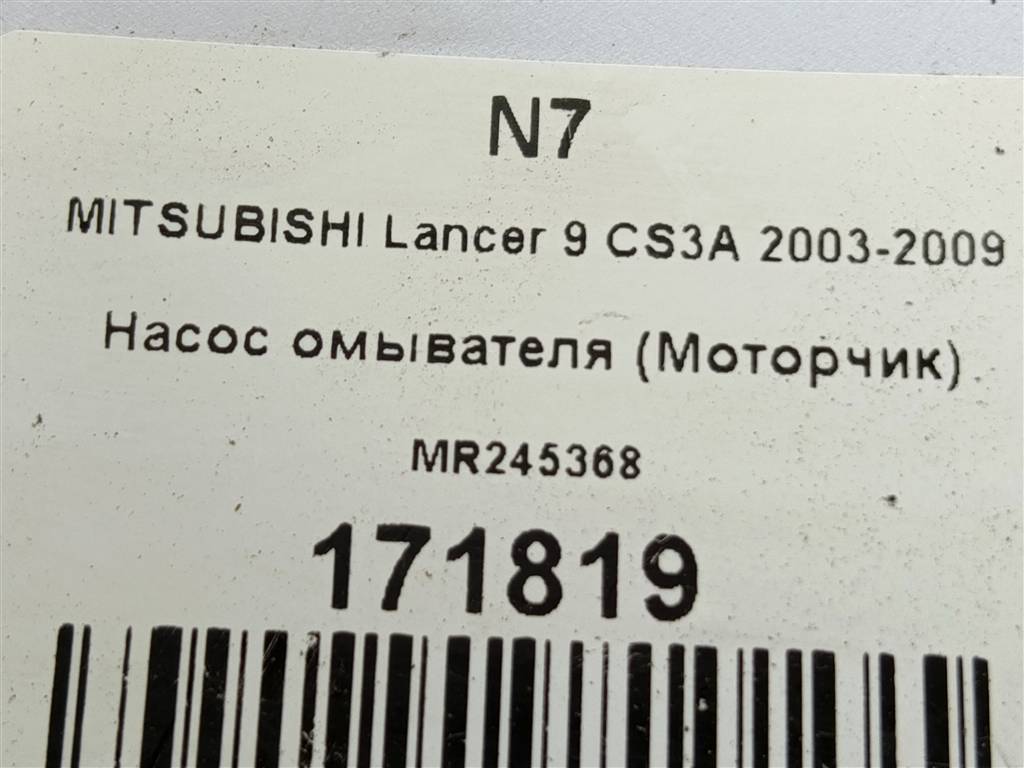 N7
MITSUBISHI Lancer 9 CS3A 2003-2009
Насос омывателя (Моторчик)
MR245368
171819